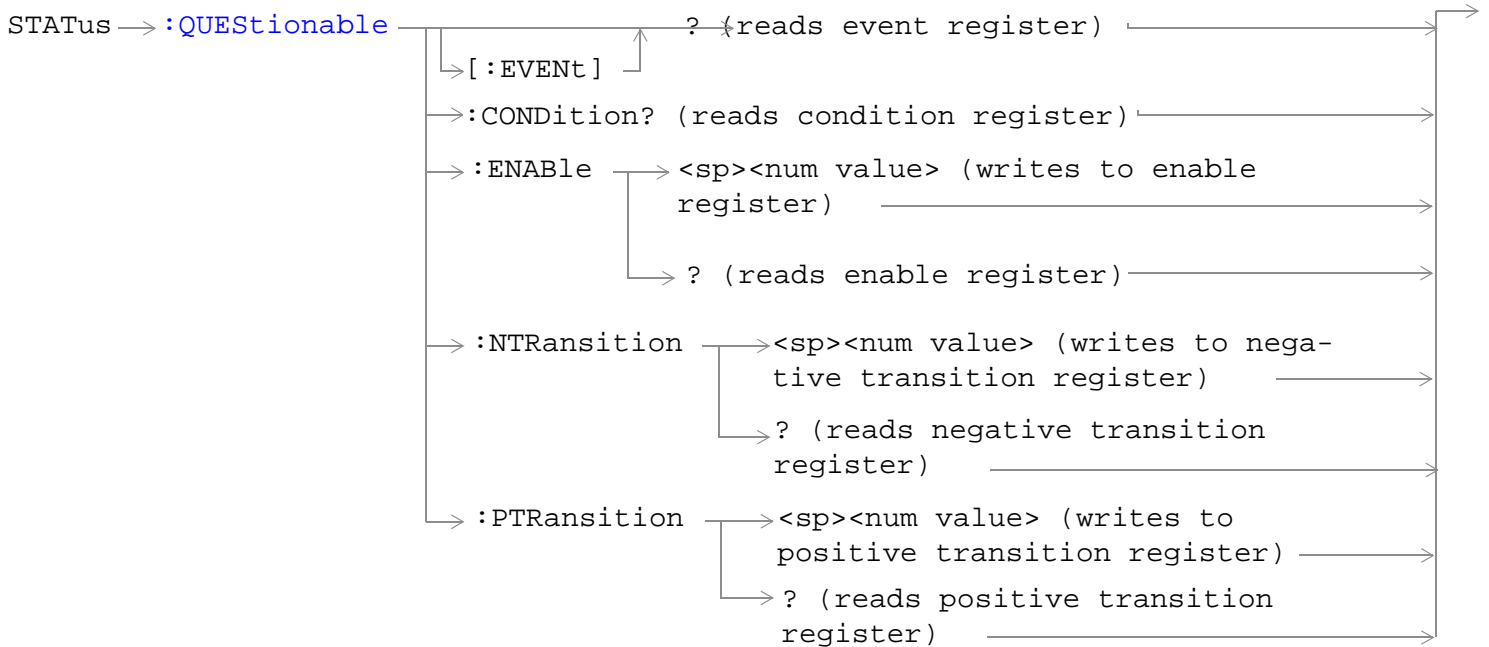 STATus :QUEStionable ? (reads event register)
[:EVENt]
:CONDition? (reads condition register)
:ENABle <sp><num value> (writes to enable
register)
? (reads enable register)
:NTRansition <sp><num value> (writes to nega-
tive transition register)
? (reads negative transition
register)
:PTRansition <sp><num value> (writes to
positive transition register)
? (reads positive transition
register)